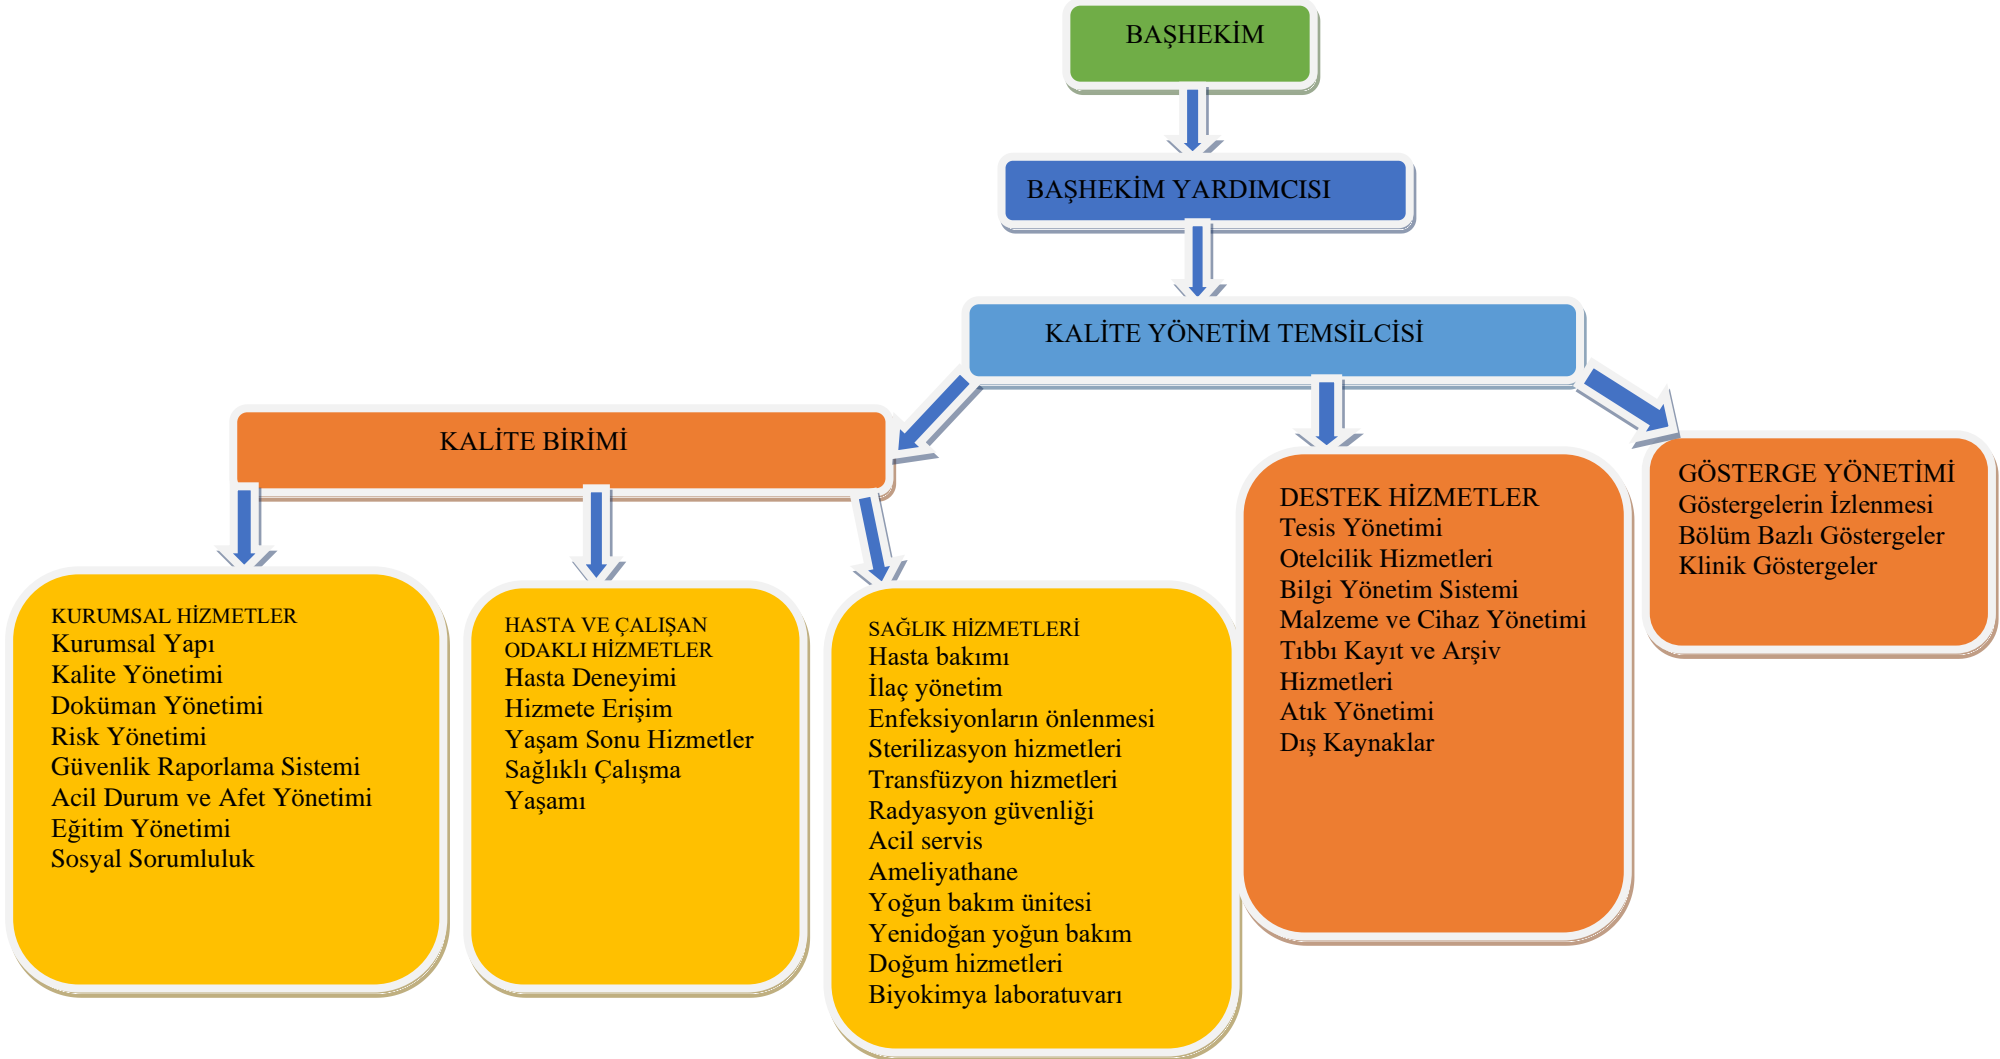 BAŞHEKİM
BAŞHEKİM YARDIMCISI
KALİTE YÖNETİM TEMSİLCİSİ
KALİTE BİRİMİ
KURUMSAL HİZMETLER
Kurumsal Yapı
Kalite Yönetimi
Doküman Yönetimi
Risk Yönetimi
Güvenlik Raporlama Sistemi
Acil Durum ve Afet Yönetimi
Eğitim Yönetimi
Sosyal Sorumluluk
HASTA VE ÇALIŞAN
ODAKLI HİZMETLER
Hasta Deneyimi
Hizmete Erişim
Yaşam Sonu Hizmetler
Sağlıklı Çalışma
Yaşamı
SAĞLIK HİZMETLERİ
Hasta bakımı
İlaç yönetim
Enfeksiyonların önlenmesi
Sterilizasyon hizmetleri
Transfüzyon hizmetleri
Radyasyon güvenliği
Acil servis
Ameliyathane
Yoğun bakım ünitesi
Yenidoğan yoğun bakım
Doğum hizmetleri
Biyokimya laboratuvarı
DESTEK HİZMETLER
Tesis Yönetimi
Otelcilik Hizmetleri
Bilgi Yönetim Sistemi
Malzeme ve Cihaz Yönetimi
Tıbbı Kayıt ve Arşiv
Hizmetleri
Atık Yönetimi
Dış Kaynaklar
GÖSTERGE YÖNETİMİ
Göstergelerin İzlenmesi
Bölüm Bazlı Göstergeler
Klinik Göstergeler